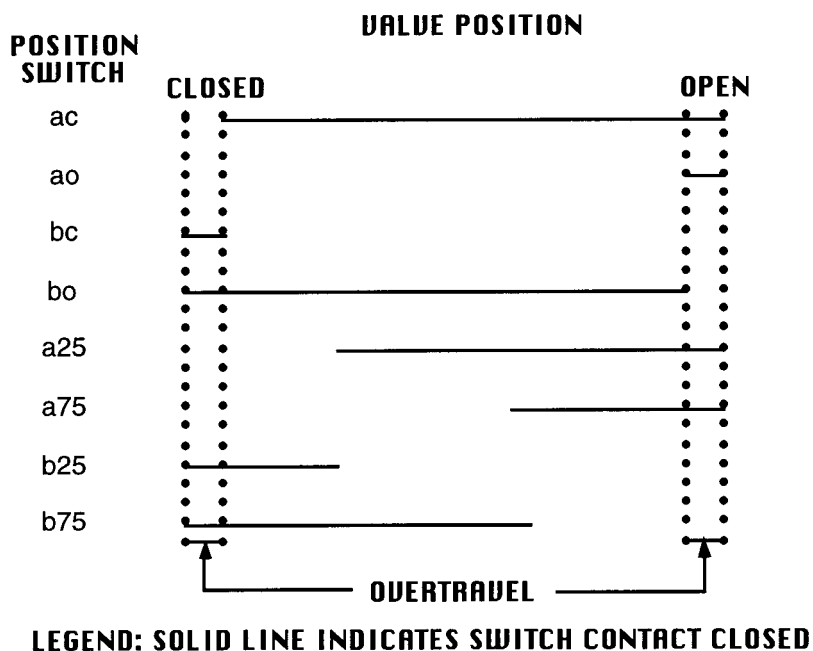 VALVE POSITION
POSITION
SWITCH
CLOSED
OPEN
ac
ao
bc
bo
a25
a75
b25
b75
OVERTRAVEL
LEGEND: SOLID LINE INDICATES SWITCH CONTACT CLOSED